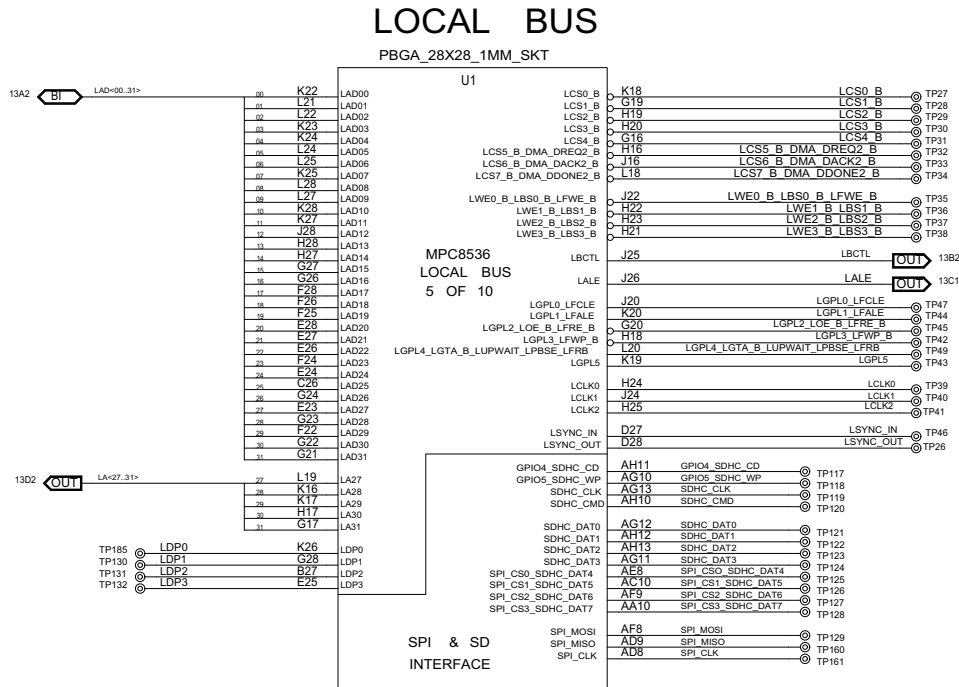 LOCAL BUS
PBGA_28X28_1MM_SKT
U1
13A2 BI LAD<00..31>
00 K22 LAD00
01 L21 LAD01
02 L22 LAD02
03 K23 LAD03
04 K24 LAD04
05 L24 LAD05
06 L25 LAD06
07 K25 LAD07
08 L28 LAD08
09 L27 LAD09
10 K28 LAD10
11 K27 LAD11
12 J28 LAD12
13 H28 LAD13
14 H27 LAD14
15 G27 LAD15
16 G26 LAD16
17 F28 LAD17
18 F26 LAD18
19 F25 LAD19
20 E28 LAD20
21 E27 LAD21
22 E26 LAD22
23 F24 LAD23
24 E24 LAD24
25 C26 LAD25
26 G24 LAD26
27 E23 LAD27
28 G23 LAD28
29 F22 LAD29
30 G22 LAD30
31 G21 LAD31
13D2 OUT LA<27..31>
27 L19 LA27
28 K16 LA28
29 K17 LA29
30 H17 LA30
31 G17 LA31
TP185 LDP0 K26 LDP0
TP130 LDP1 G28 LDP1
TP131 LDP2 B27 LDP2
TP132 LDP3 E25 LDP3
MPC8536
LOCAL BUS
5 OF 10
SPI & SD
INTERFACE
LCS0_B K18 LCS0_B TP27
LCS1_B G19 LCS1_B TP28
LCS2_B H19 LCS2_B TP29
LCS3_B H20 LCS3_B TP30
LCS4_B G16 LCS4_B TP31
LCS5_B_DMA_DREQ2_B H16 LCS5_B_DMA_DREQ2_B TP32
LCS6_B_DMA_DACK2_B J16 LCS6_B_DMA_DACK2_B TP33
LCS7_B_DMA_DDONE2_B L18 LCS7_B_DMA_DDONE2_B TP34
LWE0_B_LBS0_B_LFWE_B J22 LWE0_B_LBS0_B_LFWE_B TP35
LWE1_B_LBS1_B H22 LWE1_B_LBS1_B TP36
LWE2_B_LBS2_B H23 LWE2_B_LBS2_B TP37
LWE3_B_LBS3_B H21 LWE3_B_LBS3_B TP38
LBCTL J25 LBCTL OUT 13B2
LALE J26 LALE OUT 13C1
LGPL0_LFCLE J20 LGPL0_LFCLE TP47
LGPL1_LFALE K20 LGPL1_LFALE TP44
LGPL2_LOE_B_LFRE_B G20 LGPL2_LOE_B_LFRE_B TP45
LGPL3_LFWP_B H18 LGPL3_LFWP_B TP42
LGPL4_LGTA_B_LUPWAIT_LPBSE_LFRB L20 LGPL4_LGTA_B_LUPWAIT_LPBSE_LFRB TP49
LGPL5 K19 LGPL5 TP43
LCLK0 H24 LCLK0 TP39
LCLK1 J24 LCLK1 TP40
LCLK2 H25 LCLK2 TP41
LSYNC_IN D27 LSYNC_IN TP46
LSYNC_OUT D28 LSYNC_OUT TP26
GPIO4_SDHC_CD AH11 GPIO4_SDHC_CD TP117
GPIO5_SDHC_WP AG10 GPIO5_SDHC_WP TP118
SDHC_CLK AG13 SDHC_CLK TP119
SDHC_CMD AH10 SDHC_CMD TP120
SDHC_DAT0 AG12 SDHC_DAT0 TP121
SDHC_DAT1 AH12 SDHC_DAT1 TP122
SDHC_DAT2 AH13 SDHC_DAT2 TP123
SDHC_DAT3 AG11 SDHC_DAT3 TP124
SPI_CS0_SDHC_DAT4 AE8 SPI_CSO_SDHC_DAT4 TP125
SPI_CS1_SDHC_DAT5 AC10 SPI_CS1_SDHC_DAT5 TP126
SPI_CS2_SDHC_DAT6 AF9 SPI_CS2_SDHC_DAT6 TP127
SPI_CS3_SDHC_DAT7 AA10 SPI_CS3_SDHC_DAT7 TP128
SPI_MOSI AF8 SPI_MOSI TP129
SPI_MISO AD9 SPI_MISO TP160
SPI_CLK AD8 SPI_CLK TP161